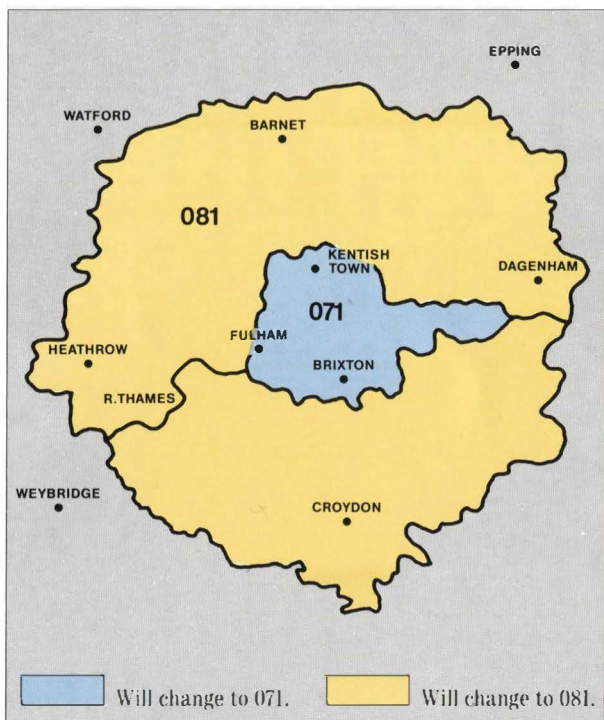 EPPING
WATFORD
BARNET
081
KENTISH
TOWN
DAGENHAM
071
FULHAM
HEATHROW
BRIXTON
R.THAMES
WEYBRIDGE
CROYDON
Will change to 071.
Will change to 081.